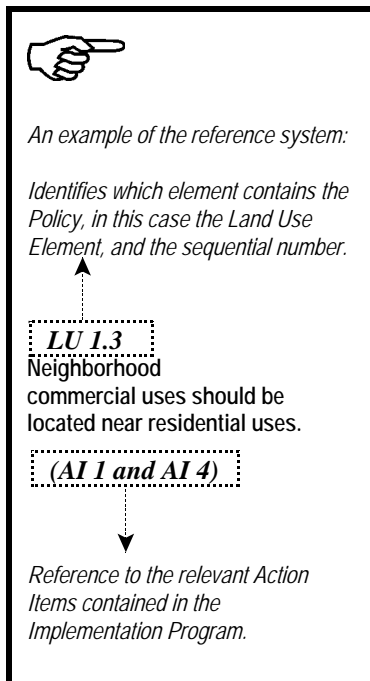 An example of the reference system:
Identifies which element contains the
Policy, in this case the Land Use
Element, and the sequential number.
LU 1.3
Neighborhood
commercial uses should be
located near residential uses.
(AI 1 and AI 4)
Reference to the relevant Action
Items contained in the
Implementation Program.